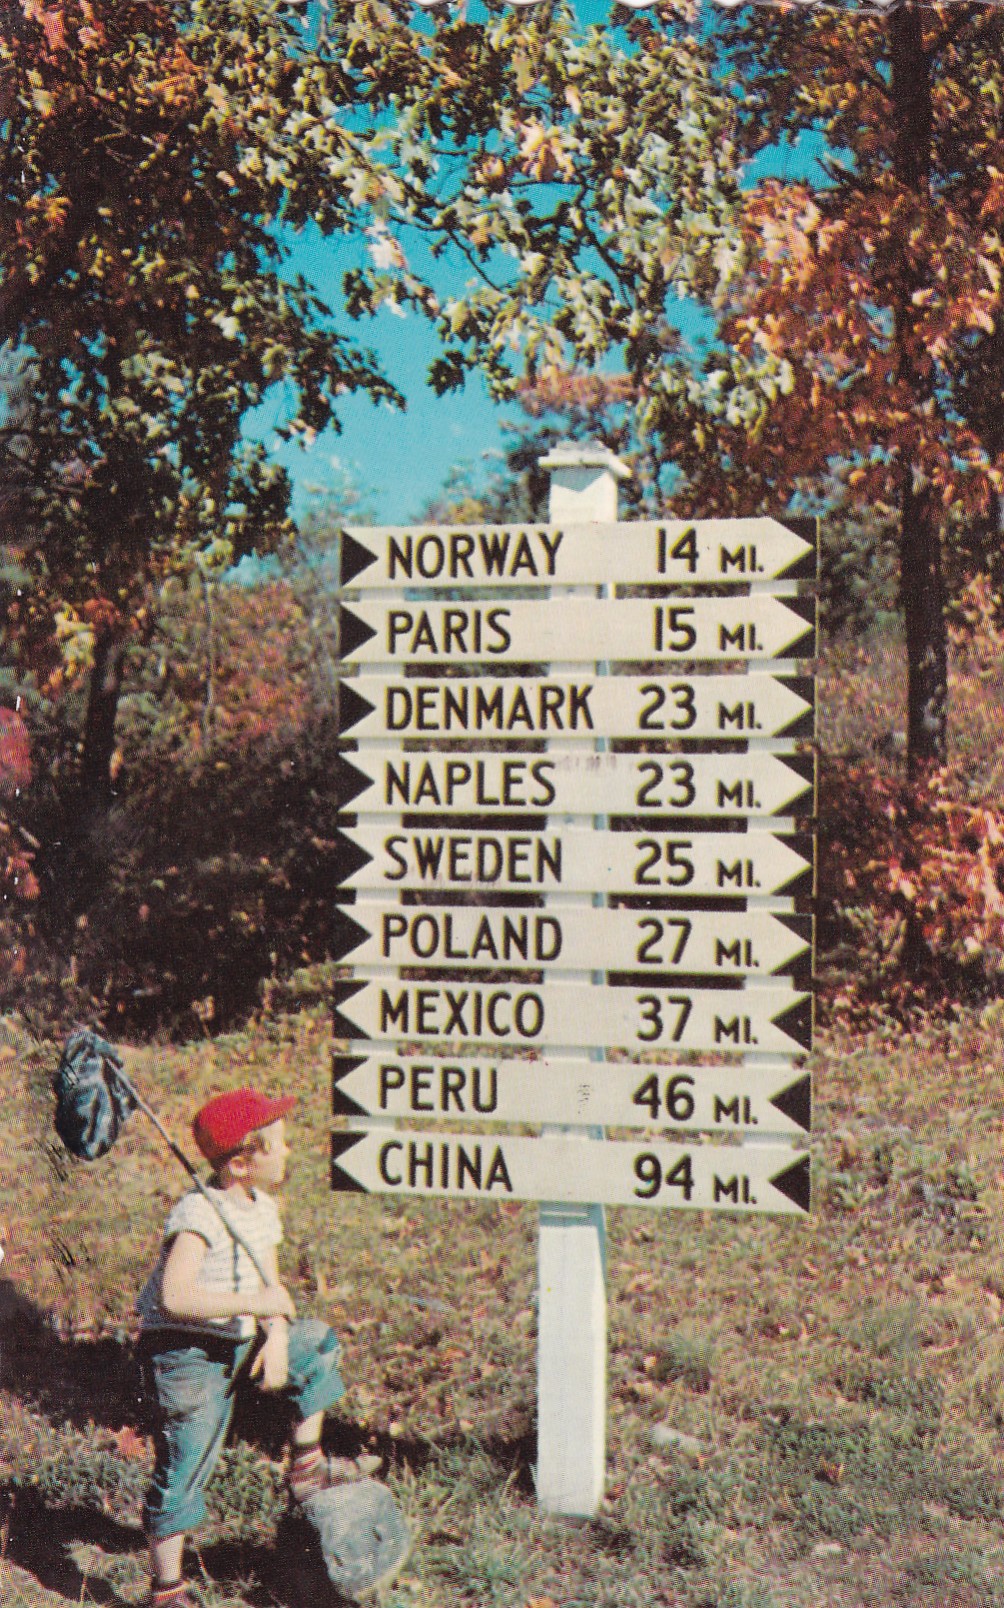 NORWAY 14 MI.
PARIS 15 MI.
DENMARK 23 MI.
NAPLES 23 MI.
SWEDEN 25 MI.
POLAND 27 MI.
MEXICO 37 MI.
PERU 46 MI.
CHINA 94 MI.